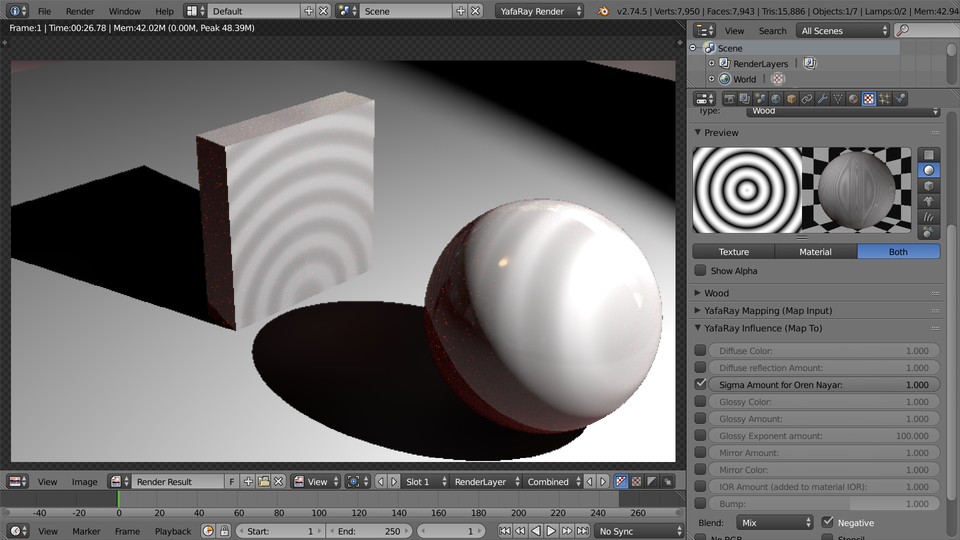 File Render Window Help Default Scene YafaRay Render v2.74.5 | Verts:7,950 | Faces:7,943 | Tris:15,886 | Objects:1/7 | Lamps:0/2 | Mem:42.94
Frame:1 | Time:00:26.78 | Mem:42.02M (0.00M, Peak 48.39M)
View Search All Scenes
Scene
RenderLayers
World
Type: Wood
Preview
Texture Material Both
Show Alpha
Wood
YafaRay Mapping (Map Input)
YafaRay Influence (Map To)
Diffuse Color: 1.000
Diffuse reflection Amount: 1.000
Sigma Amount for Oren Nayar: 1.000
Glossy Color: 1.000
Glossy Amount: 1.000
Glossy Exponent amount: 100.000
Mirror Amount: 1.000
Mirror Color: 1.000
IOR Amount (added to material IOR): 1.000
Bump: 1.000
Blend: Mix Negative
No RGB Stencil
View Image Render Result F View Slot 1 RenderLayer Combined
-40 -20 0 20 40 60 80 100 120 140 160 180 200 220 240 260
View Marker Frame Playback Start: 1 End: 250 1 No Sync